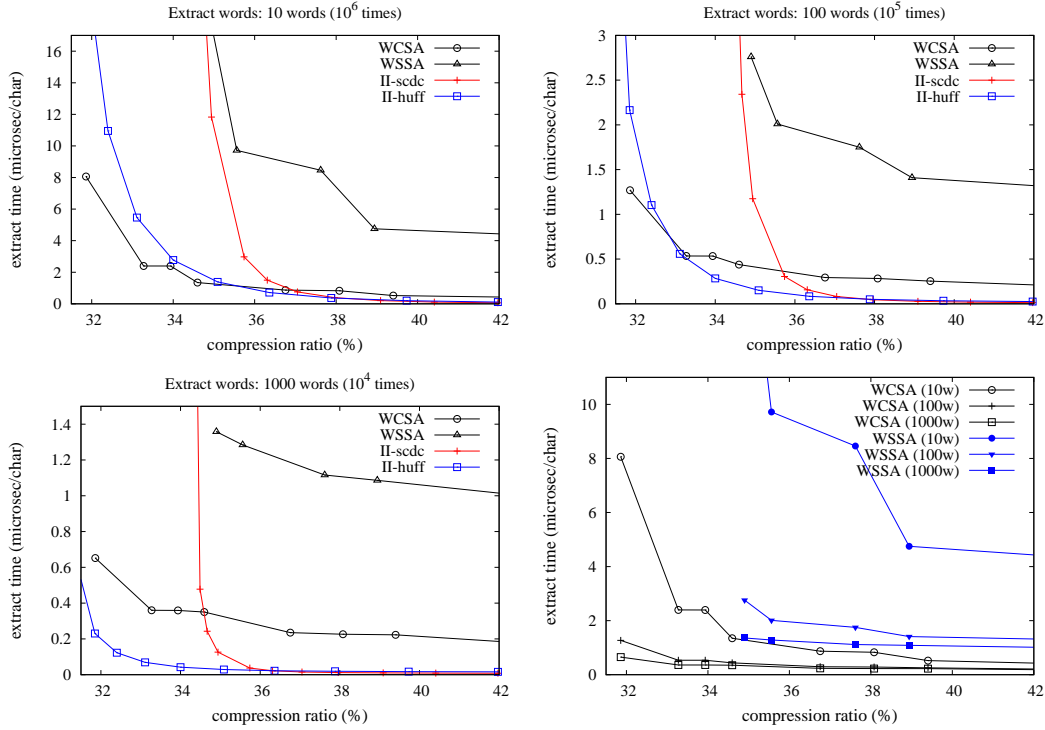 Extract words: 10 words (10^6 times)
extract time (microsec/char)
16
14
12
10
8
6
4
2
0
WCSA
WSSA
II-scdc
II-huff
32 34 36 38 40 42
compression ratio (%)
Extract words: 100 words (10^5 times)
extract time (microsec/char)
3
2.5
2
1.5
1
0.5
0
WCSA
WSSA
II-scdc
II-huff
32 34 36 38 40 42
compression ratio (%)
Extract words: 1000 words (10^4 times)
extract time (microsec/char)
1.4
1.2
1
0.8
0.6
0.4
0.2
0
WCSA
WSSA
II-scdc
II-huff
32 34 36 38 40 42
compression ratio (%)
extract time (microsec/char)
10
8
6
4
2
0
WCSA (10w)
WCSA (100w)
WCSA (1000w)
WSSA (10w)
WSSA (100w)
WSSA (1000w)
32 34 36 38 40 42
compression ratio (%)